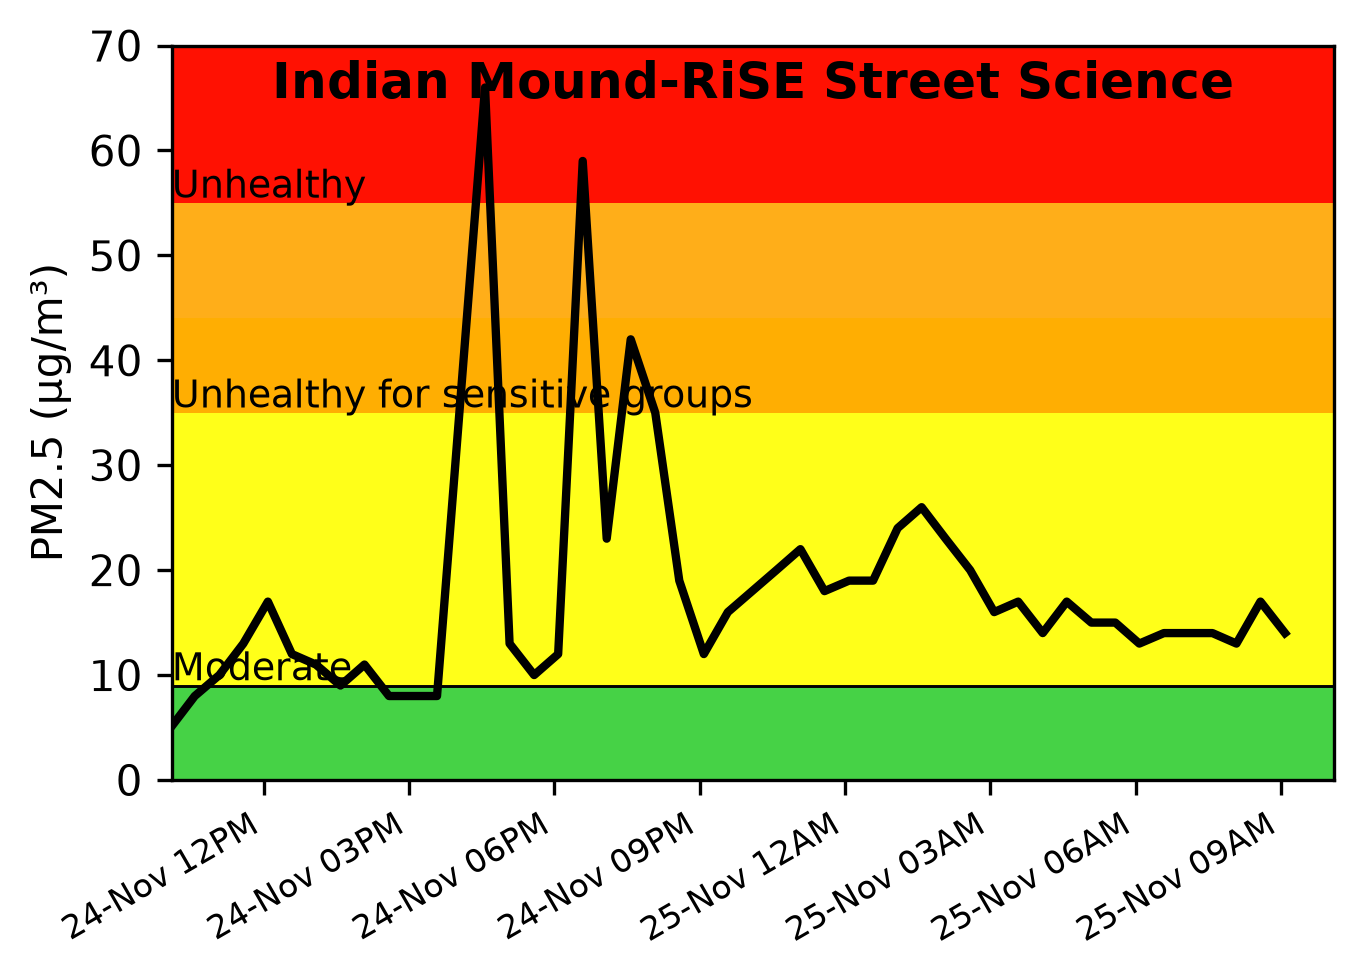 Indian Mound-RiSE Street Science
PM2.5 (µg/m³)
70
60
50
40
30
20
10
0
Unhealthy
Unhealthy for sensitive groups
Moderate
24-Nov 12PM
24-Nov 03PM
24-Nov 06PM
24-Nov 09PM
25-Nov 12AM
25-Nov 03AM
25-Nov 06AM
25-Nov 09AM